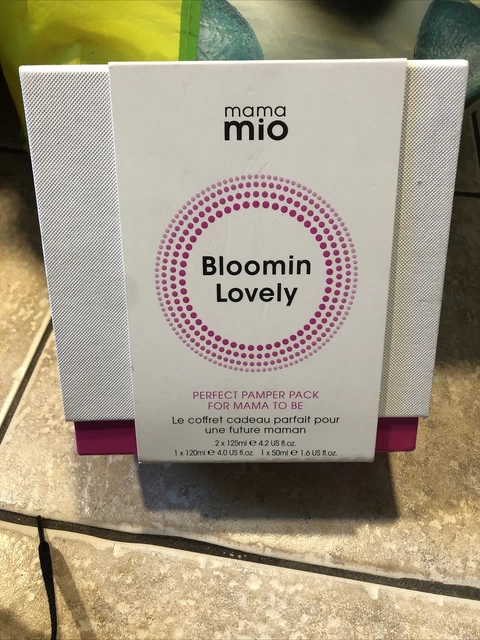 mama
mio
Bloomin
Lovely
PERFECT PAMPER PACK
FOR MAMA TO BE
Le coffret cadeau parfait pour
une future maman
2 x 125ml ℮ 4.2 US fl.oz.
1 x 120ml ℮ 4.0 US fl.oz. 1 x 50ml ℮ 1.6 US fl.oz.